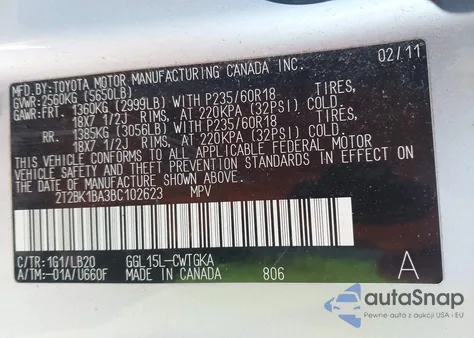 MFD.BY:TOYOTA MOTOR MANUFACTURING CANADA INC. 02/11
GVWR:2560KG (5650LB)
GAWR:FRT. 1360KG (2999LB) WITH P235/60R18 TIRES,
18X7 1/2J RIMS, AT 220KPA (32PSI) COLD.
RR. 1385KG (3056LB) WITH P235/60R18 TIRES,
18X7 1/2J RIMS, AT 220KPA (32PSI) COLD.
THIS VEHICLE CONFORMS TO ALL APPLICABLE FEDERAL MOTOR
VEHICLE SAFETY AND THEFT PREVENTION STANDARDS IN EFFECT
ON THE DATE OF MANUFACTURE SHOWN ABOVE.
2T2BK1BA3BC102623 MPV
C/TR:1G1/LB20 GGL15L-CWTGKA
A/TM:-01A/U660F MADE IN CANADA 806 A
autoSnap
Pewne auta z aukcji USA i EU